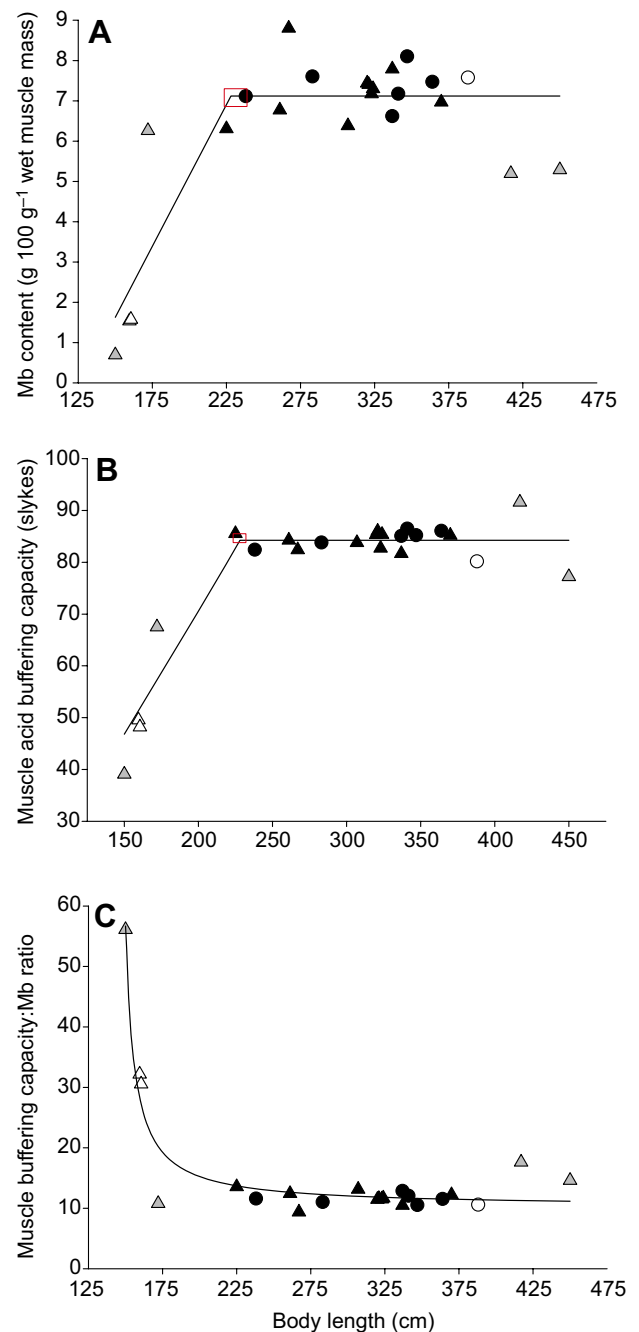 A
Mb content (g 100 g⁻¹ wet muscle mass)
9
8
7
6
5
4
3
2
1
0
125 175 225 275 325 375 425 475
B
Muscle acid buffering capacity (slykes)
100
90
80
70
60
50
40
30
150 200 250 300 350 400 450
C
Muscle buffering capacity:Mb ratio
60
50
40
30
20
10
0
125 175 225 275 325 375 425 475
Body length (cm)